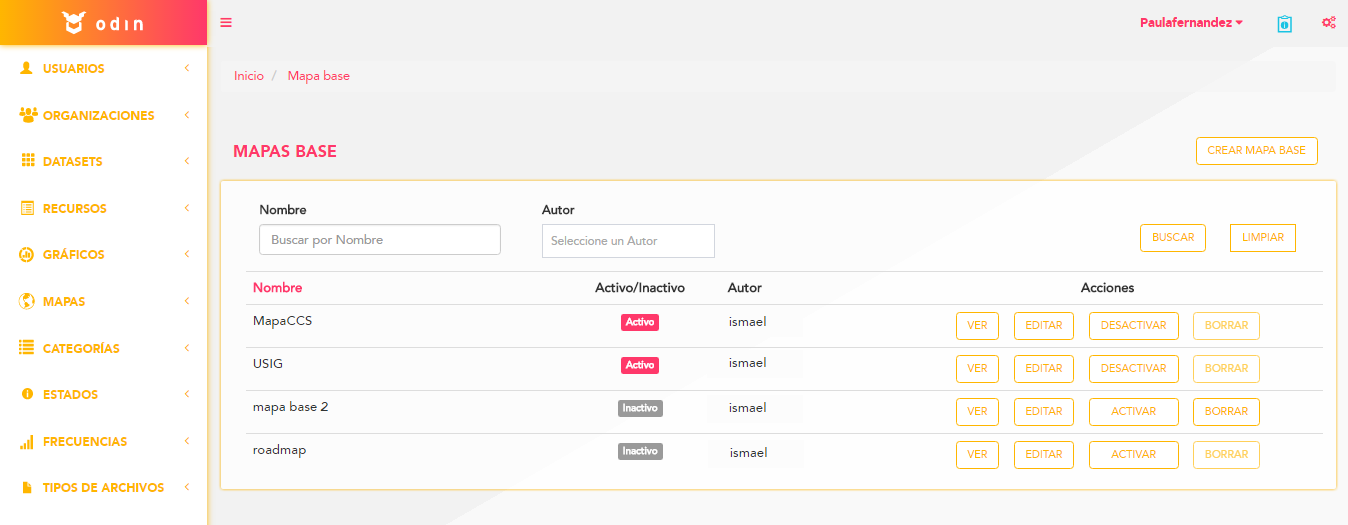 odin
Paulafernandez
USUARIOS
ORGANIZACIONES
DATASETS
RECURSOS
GRÁFICOS
MAPAS
CATEGORÍAS
ESTADOS
FRECUENCIAS
TIPOS DE ARCHIVOS
Inicio / Mapa base
MAPAS BASE
CREAR MAPA BASE
Nombre Autor
Buscar por Nombre Seleccione un Autor BUSCAR LIMPIAR
Nombre Activo/Inactivo Autor Acciones
MapaCCS Activo ismael VER EDITAR DESACTIVAR BORRAR
USIG Activo ismael VER EDITAR DESACTIVAR BORRAR
mapa base 2 Inactivo ismael VER EDITAR ACTIVAR BORRAR
roadmap Inactivo ismael VER EDITAR ACTIVAR BORRAR